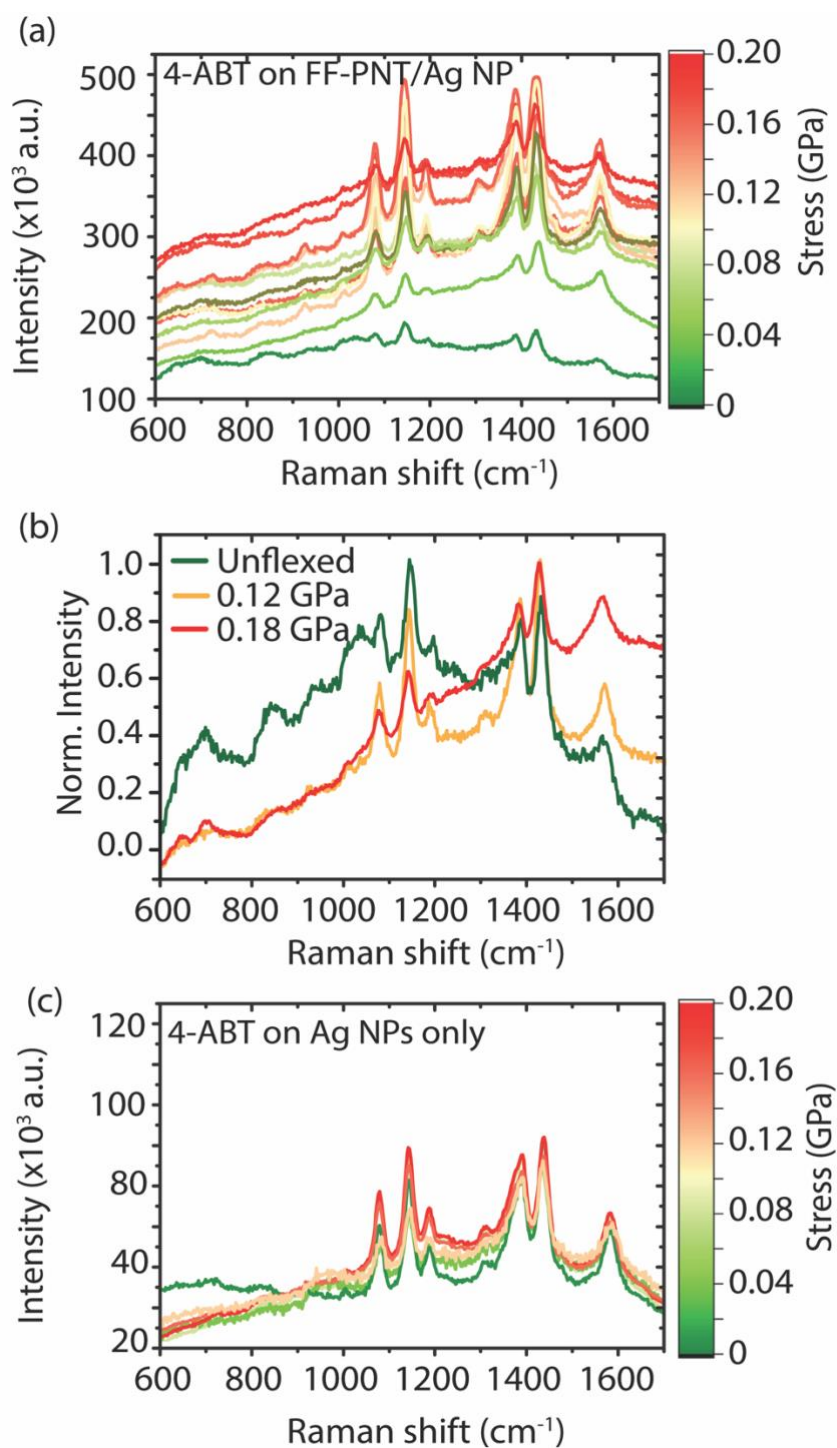 (a)
4-ABT on FF-PNT/Ag NP
500
400
300
200
100
Intensity (x10³ a.u.)
600 800 1000 1200 1400 1600
Raman shift (cm⁻¹)
0.20
0.16
0.12
0.08
0.04
0
Stress (GPa)
(b)
Unflexed
0.12 GPa
0.18 GPa
1.0
0.8
0.6
0.4
0.2
0.0
Norm. Intensity
600 800 1000 1200 1400 1600
Raman shift (cm⁻¹)
(c)
4-ABT on Ag NPs only
120
100
80
40
20
Intensity (x10³ a.u.)
600 800 1000 1200 1400 1600
Raman shift (cm⁻¹)
0.20
0.16
0.12
0.08
0.04
0
Stress (GPa)